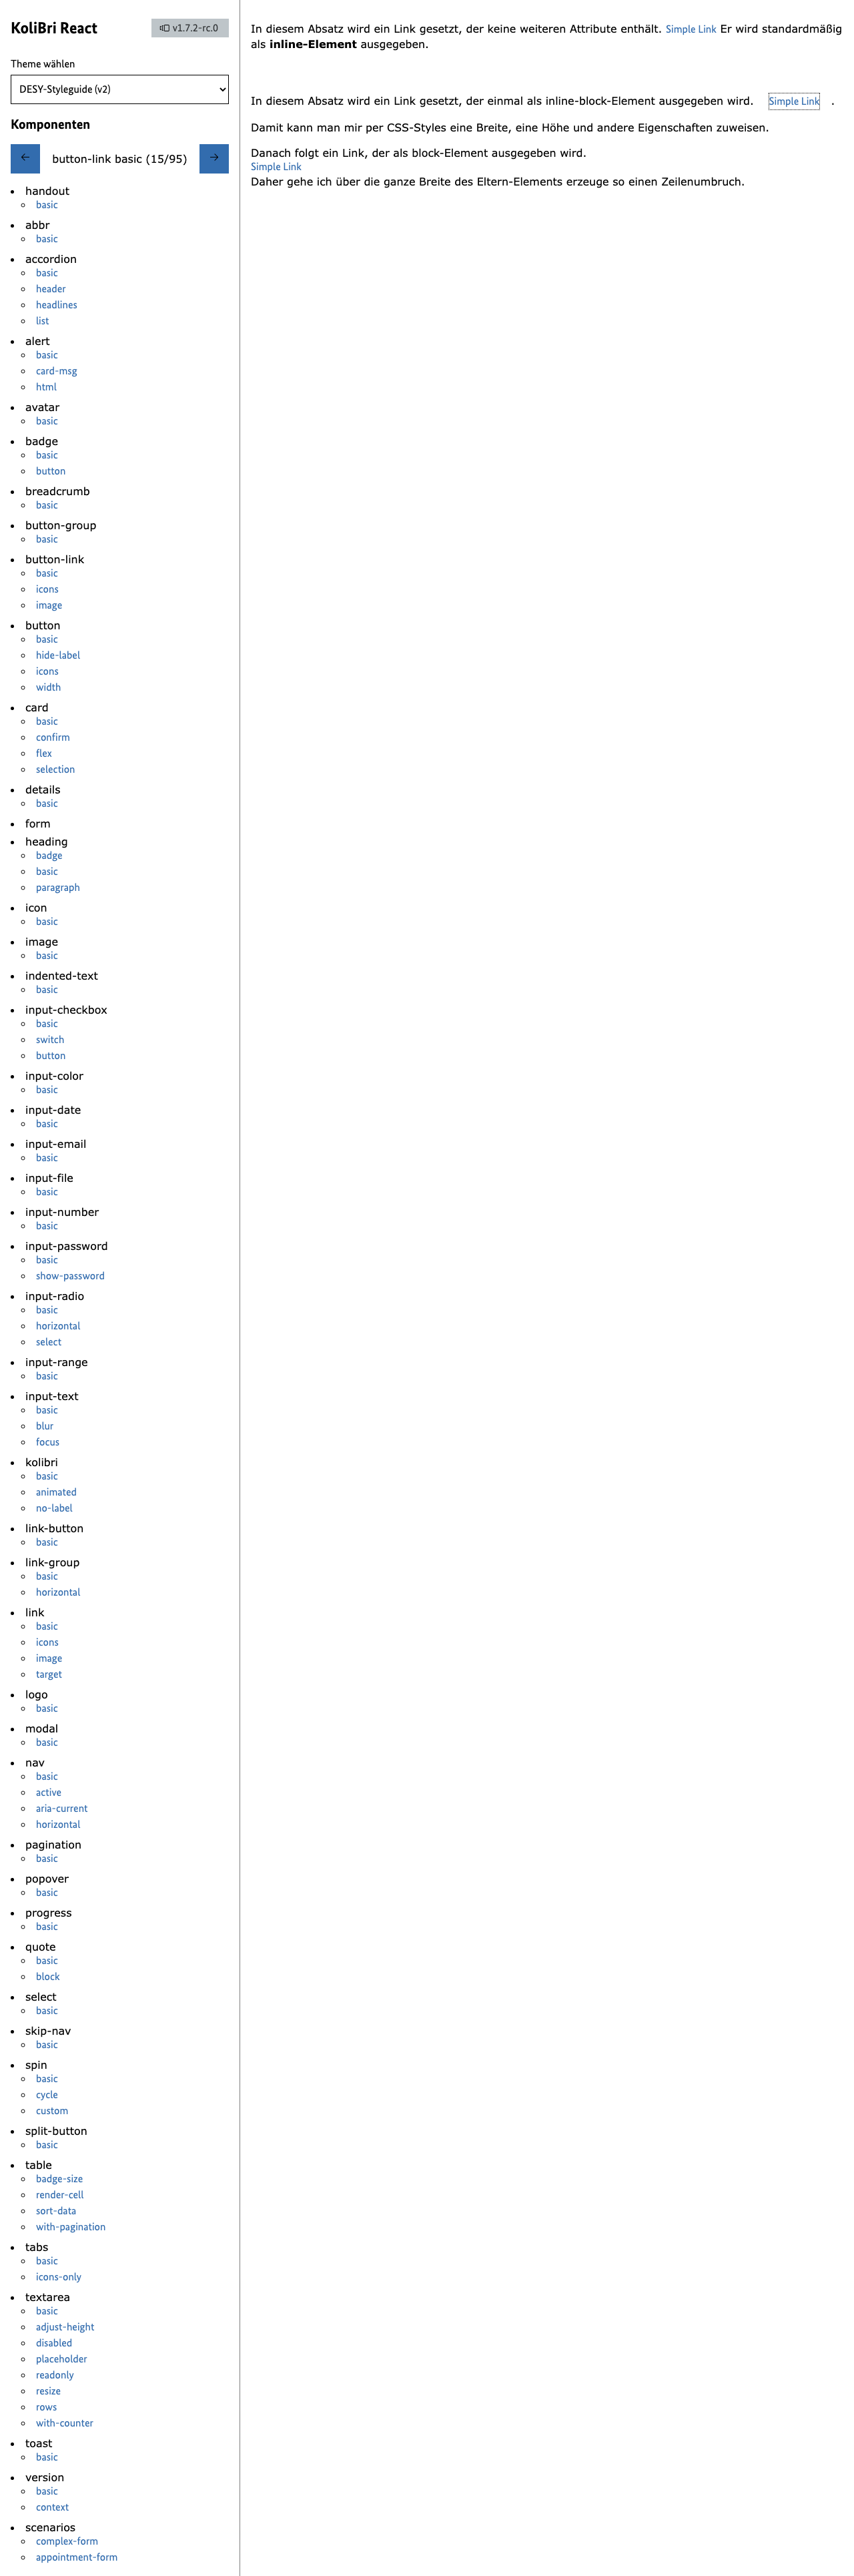 KoliBri React
v1.7.2-rc.0
Theme wählen
DESY-Styleguide (v2)
Komponenten
← button-link basic (15/95) →
handout
basic
abbr
basic
accordion
basic
header
headlines
list
alert
basic
card-msg
html
avatar
basic
badge
basic
button
breadcrumb
basic
button-group
basic
button-link
basic
icons
image
button
basic
hide-label
icons
width
card
basic
confirm
flex
selection
details
basic
form
heading
badge
basic
paragraph
icon
basic
image
basic
indented-text
basic
input-checkbox
basic
switch
button
input-color
basic
input-date
basic
input-email
basic
input-file
basic
input-number
basic
input-password
basic
show-password
input-radio
basic
horizontal
select
input-range
basic
input-text
basic
blur
focus
kolibri
basic
animated
no-label
link-button
basic
link-group
basic
horizontal
link
basic
icons
image
target
logo
basic
modal
basic
nav
basic
active
aria-current
horizontal
pagination
basic
popover
basic
progress
basic
quote
basic
block
select
basic
skip-nav
basic
spin
basic
cycle
custom
split-button
basic
table
badge-size
render-cell
sort-data
with-pagination
tabs
basic
icons-only
textarea
basic
adjust-height
disabled
placeholder
readonly
resize
rows
with-counter
toast
basic
version
basic
context
scenarios
complex-form
appointment-form
In diesem Absatz wird ein Link gesetzt, der keine weiteren Attribute enthält. Simple Link Er wird standardmäßig
als inline-Element ausgegeben.
In diesem Absatz wird ein Link gesetzt, der einmal als inline-block-Element ausgegeben wird. Simple Link .
Damit kann man mir per CSS-Styles eine Breite, eine Höhe und andere Eigenschaften zuweisen.
Danach folgt ein Link, der als block-Element ausgegeben wird.
Simple Link
Daher gehe ich über die ganze Breite des Eltern-Elements erzeuge so einen Zeilenumbruch.